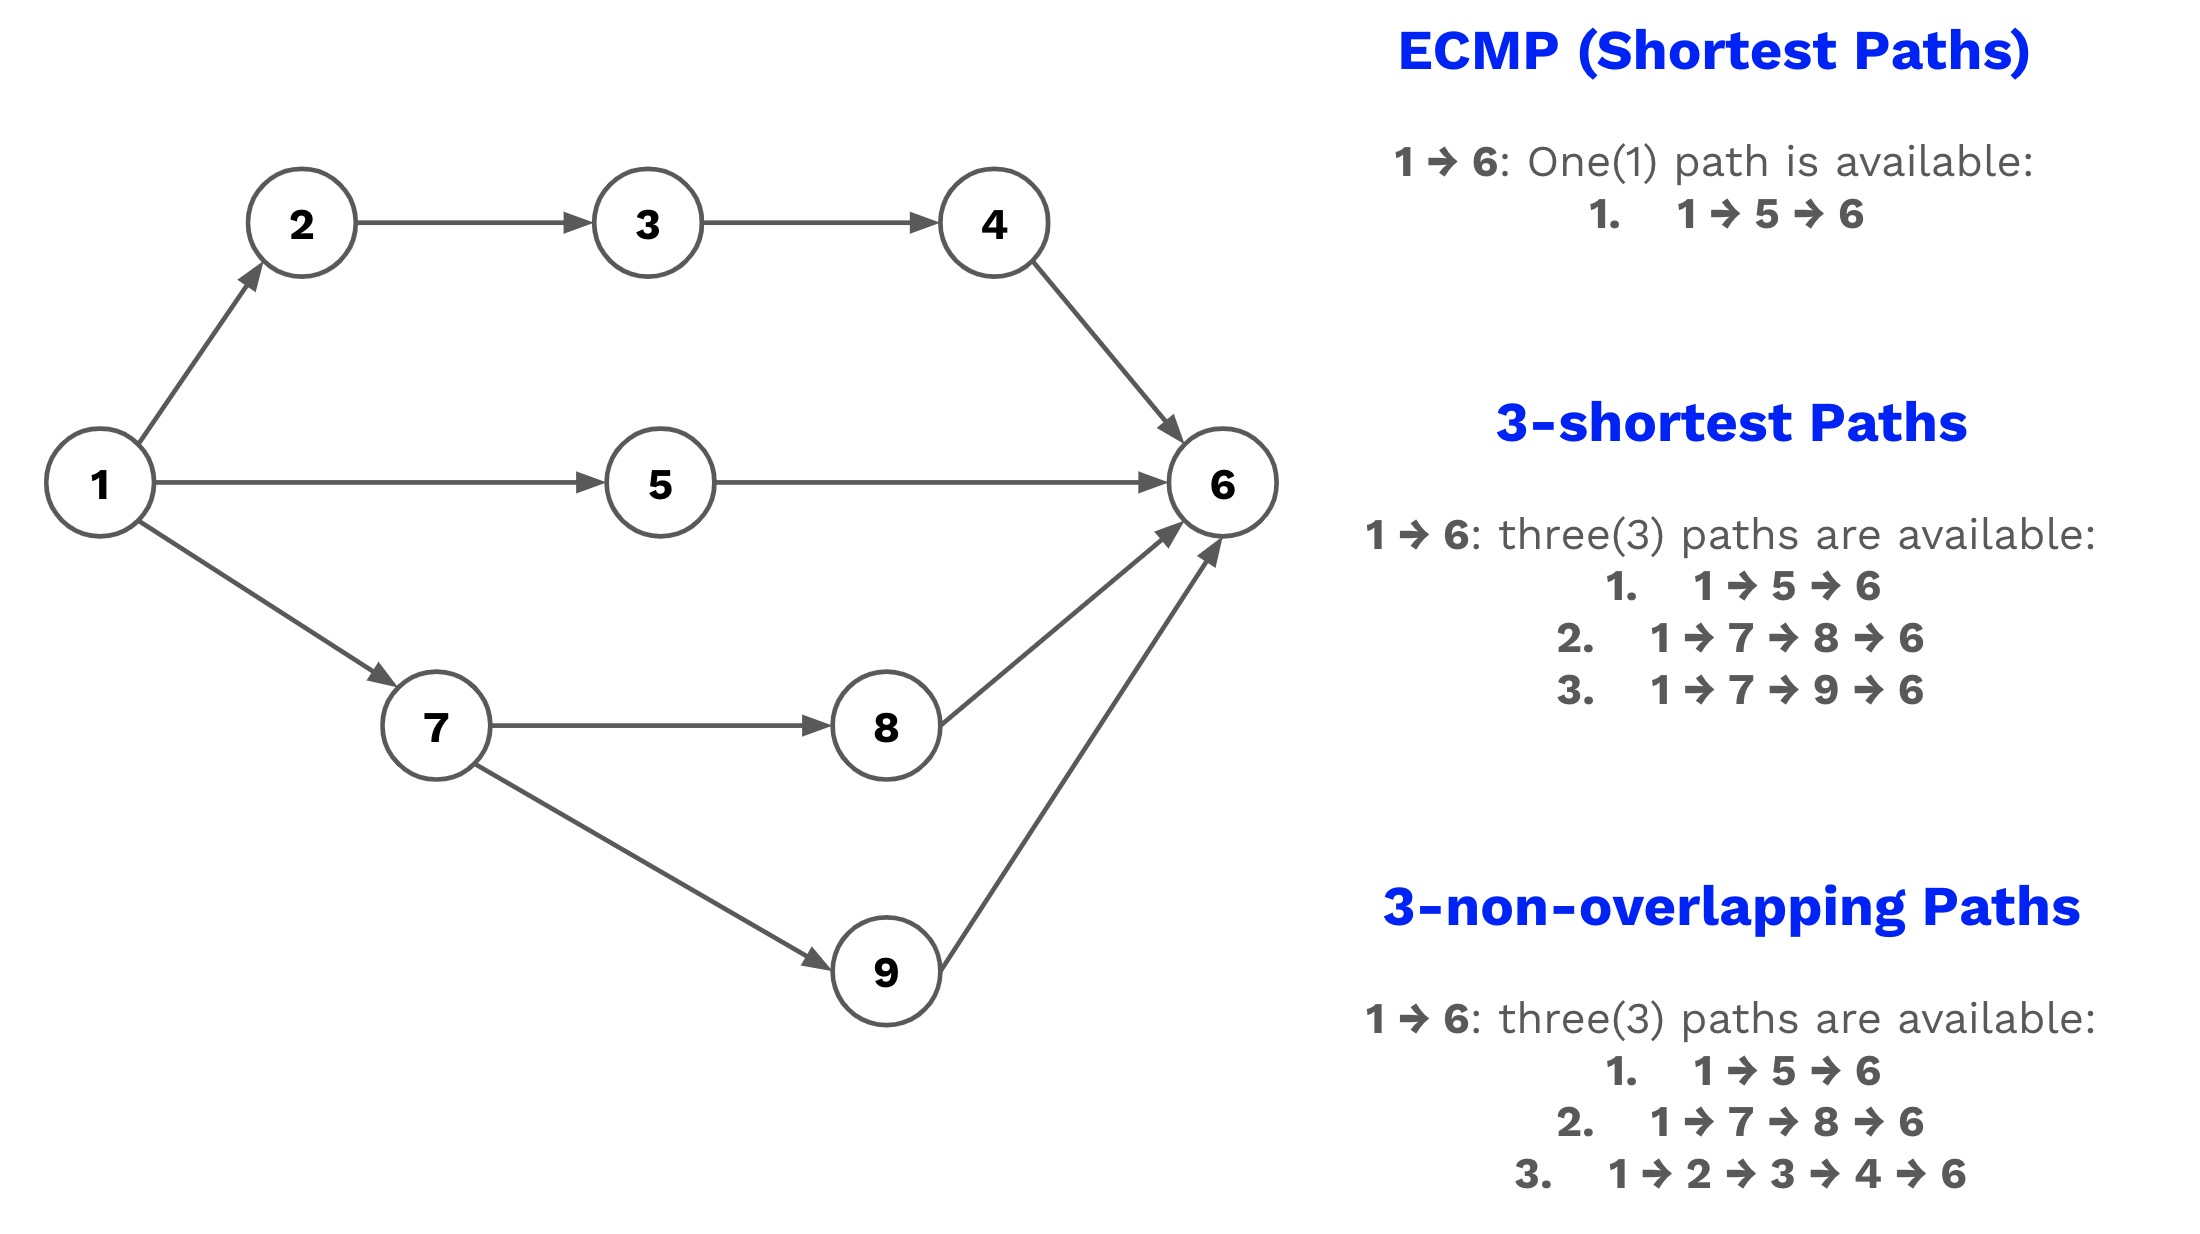 ECMP (Shortest Paths)
1 → 6: One(1) path is available:
1. 1 → 5 → 6
2
3
4
1
5
6
3-shortest Paths
1 → 6: three(3) paths are available:
1. 1 → 5 → 6
2. 1 → 7 → 8 → 6
3. 1 → 7 → 9 → 6
7
8
9
3-non-overlapping Paths
1 → 6: three(3) paths are available:
1. 1 → 5 → 6
2. 1 → 7 → 8 → 6
3. 1 → 2 → 3 → 4 → 6